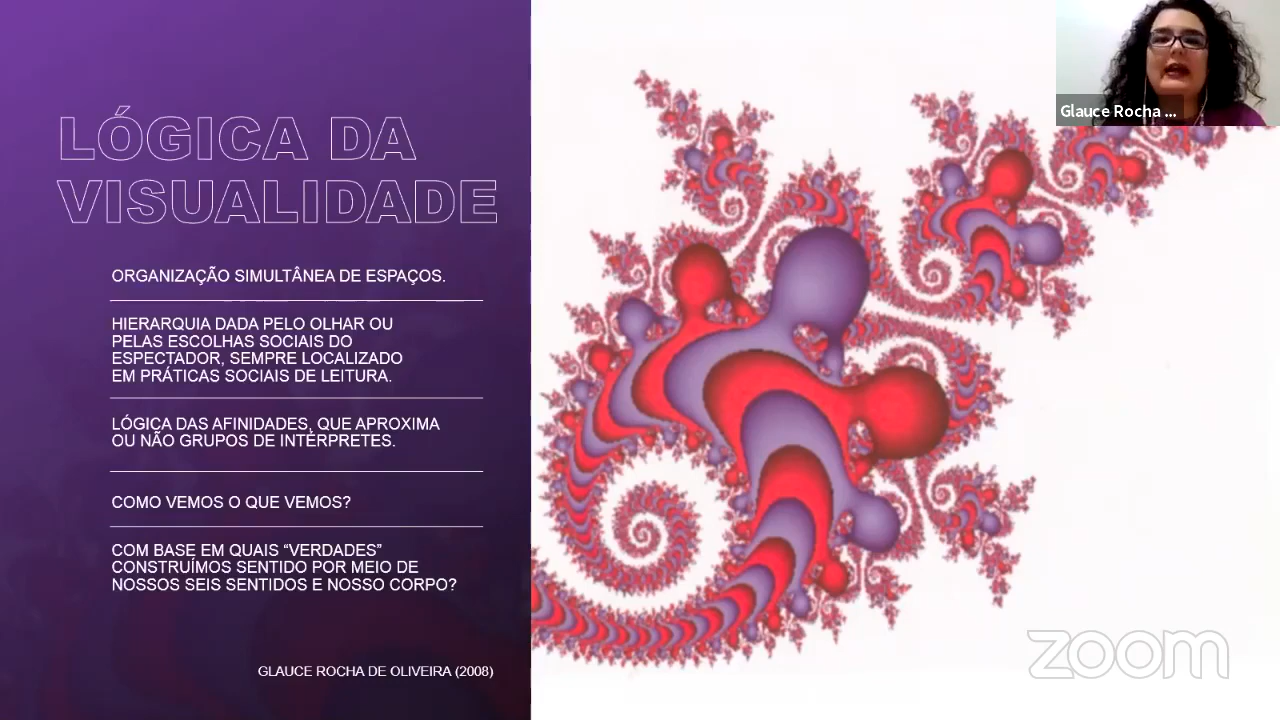 LÓGICA DA
VISUALIDADE
ORGANIZAÇÃO SIMULTÂNEA DE ESPAÇOS.
HIERARQUIA DADA PELO OLHAR OU
PELAS ESCOLHAS SOCIAIS DO
ESPECTADOR, SEMPRE LOCALIZADO
EM PRÁTICAS SOCIAIS DE LEITURA.
LÓGICA DAS AFINIDADES, QUE APROXIMA
OU NÃO GRUPOS DE INTÉRPRETES.
COMO VEMOS O QUE VEMOS?
COM BASE EM QUAIS “VERDADES”
CONSTRUÍMOS SENTIDO POR MEIO DE
NOSSOS SEIS SENTIDOS E NOSSO CORPO?
GLAUCE ROCHA DE OLIVEIRA (2008)
Glauce Rocha ...
zoom